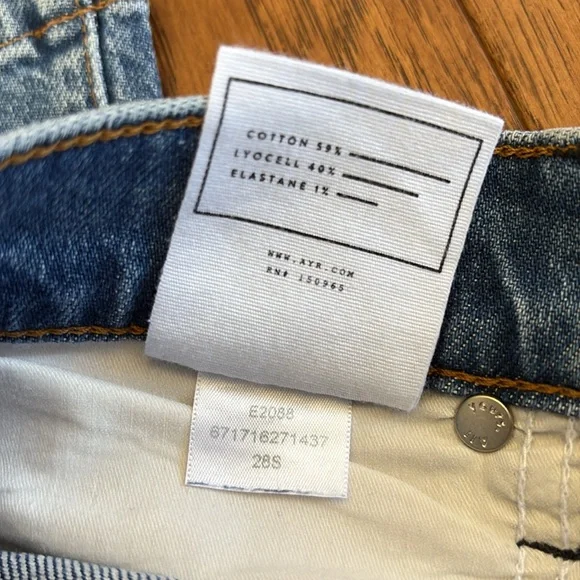 COTTON 59%
LYOCELL 40%
ELASTANE 1%
WWW.AYR.COM
RN# 150965
E2088
671716271437
28S